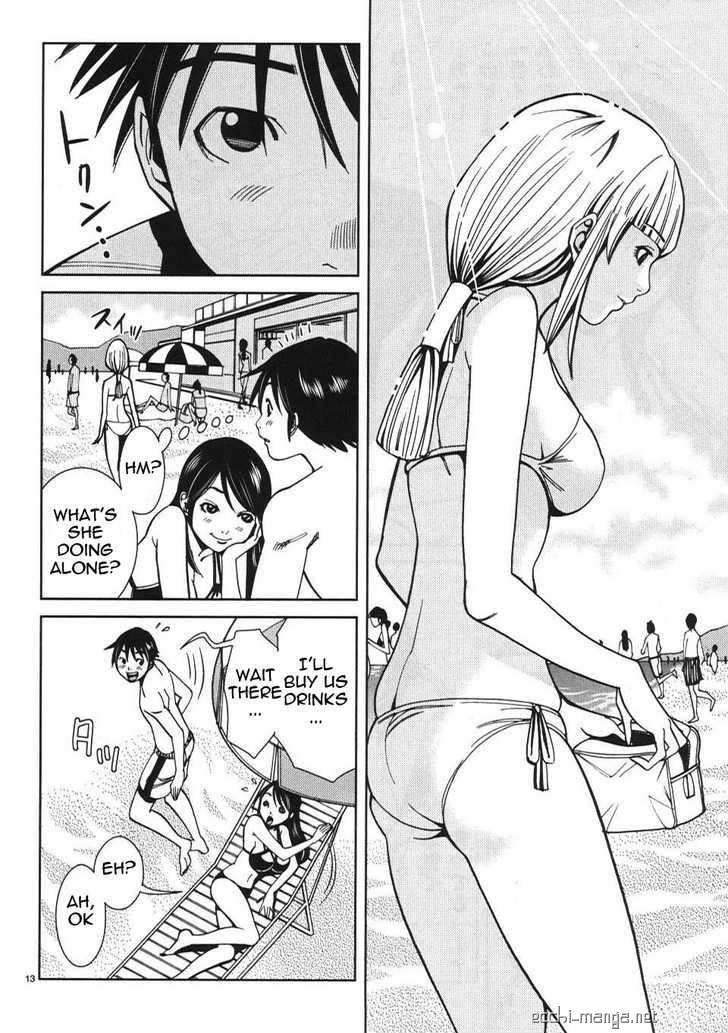 トクン…
スイッ
HM?
WHAT'S
SHE
DOING
ALONE?
I'LL
BUY US
DRINKS
...
WAIT
THERE
...
ダッ
EH?
AH,
OK
13
ecchi-manga.net